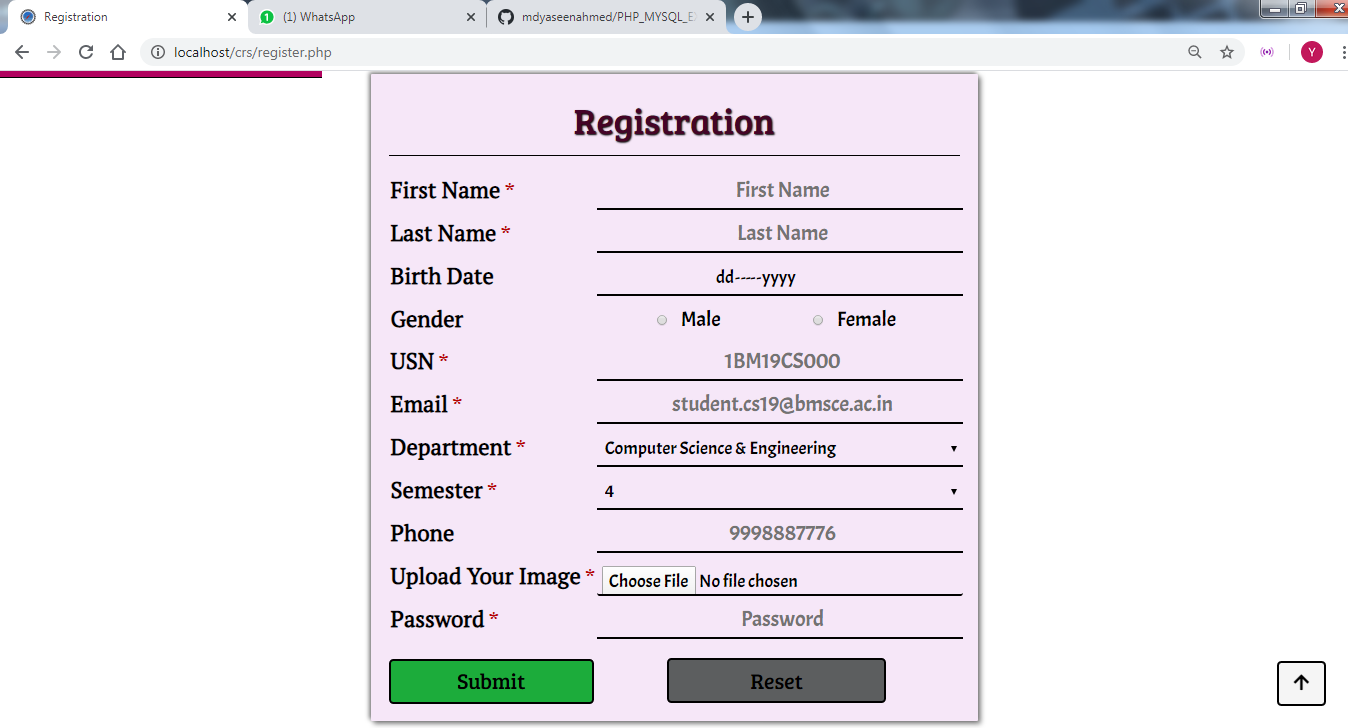 Registration
(1) WhatsApp
mdyaseenahmed/PHP_MYSQL_E
localhost/crs/register.php
Y
Registration
First Name * First Name
Last Name * Last Name
Birth Date dd-----yyyy
Gender Male Female
USN * 1BM19CS000
Email * student.cs19@bmsce.ac.in
Department * Computer Science & Engineering
Semester * 4
Phone 9998887776
Upload Your Image * Choose File No file chosen
Password * Password
Submit Reset